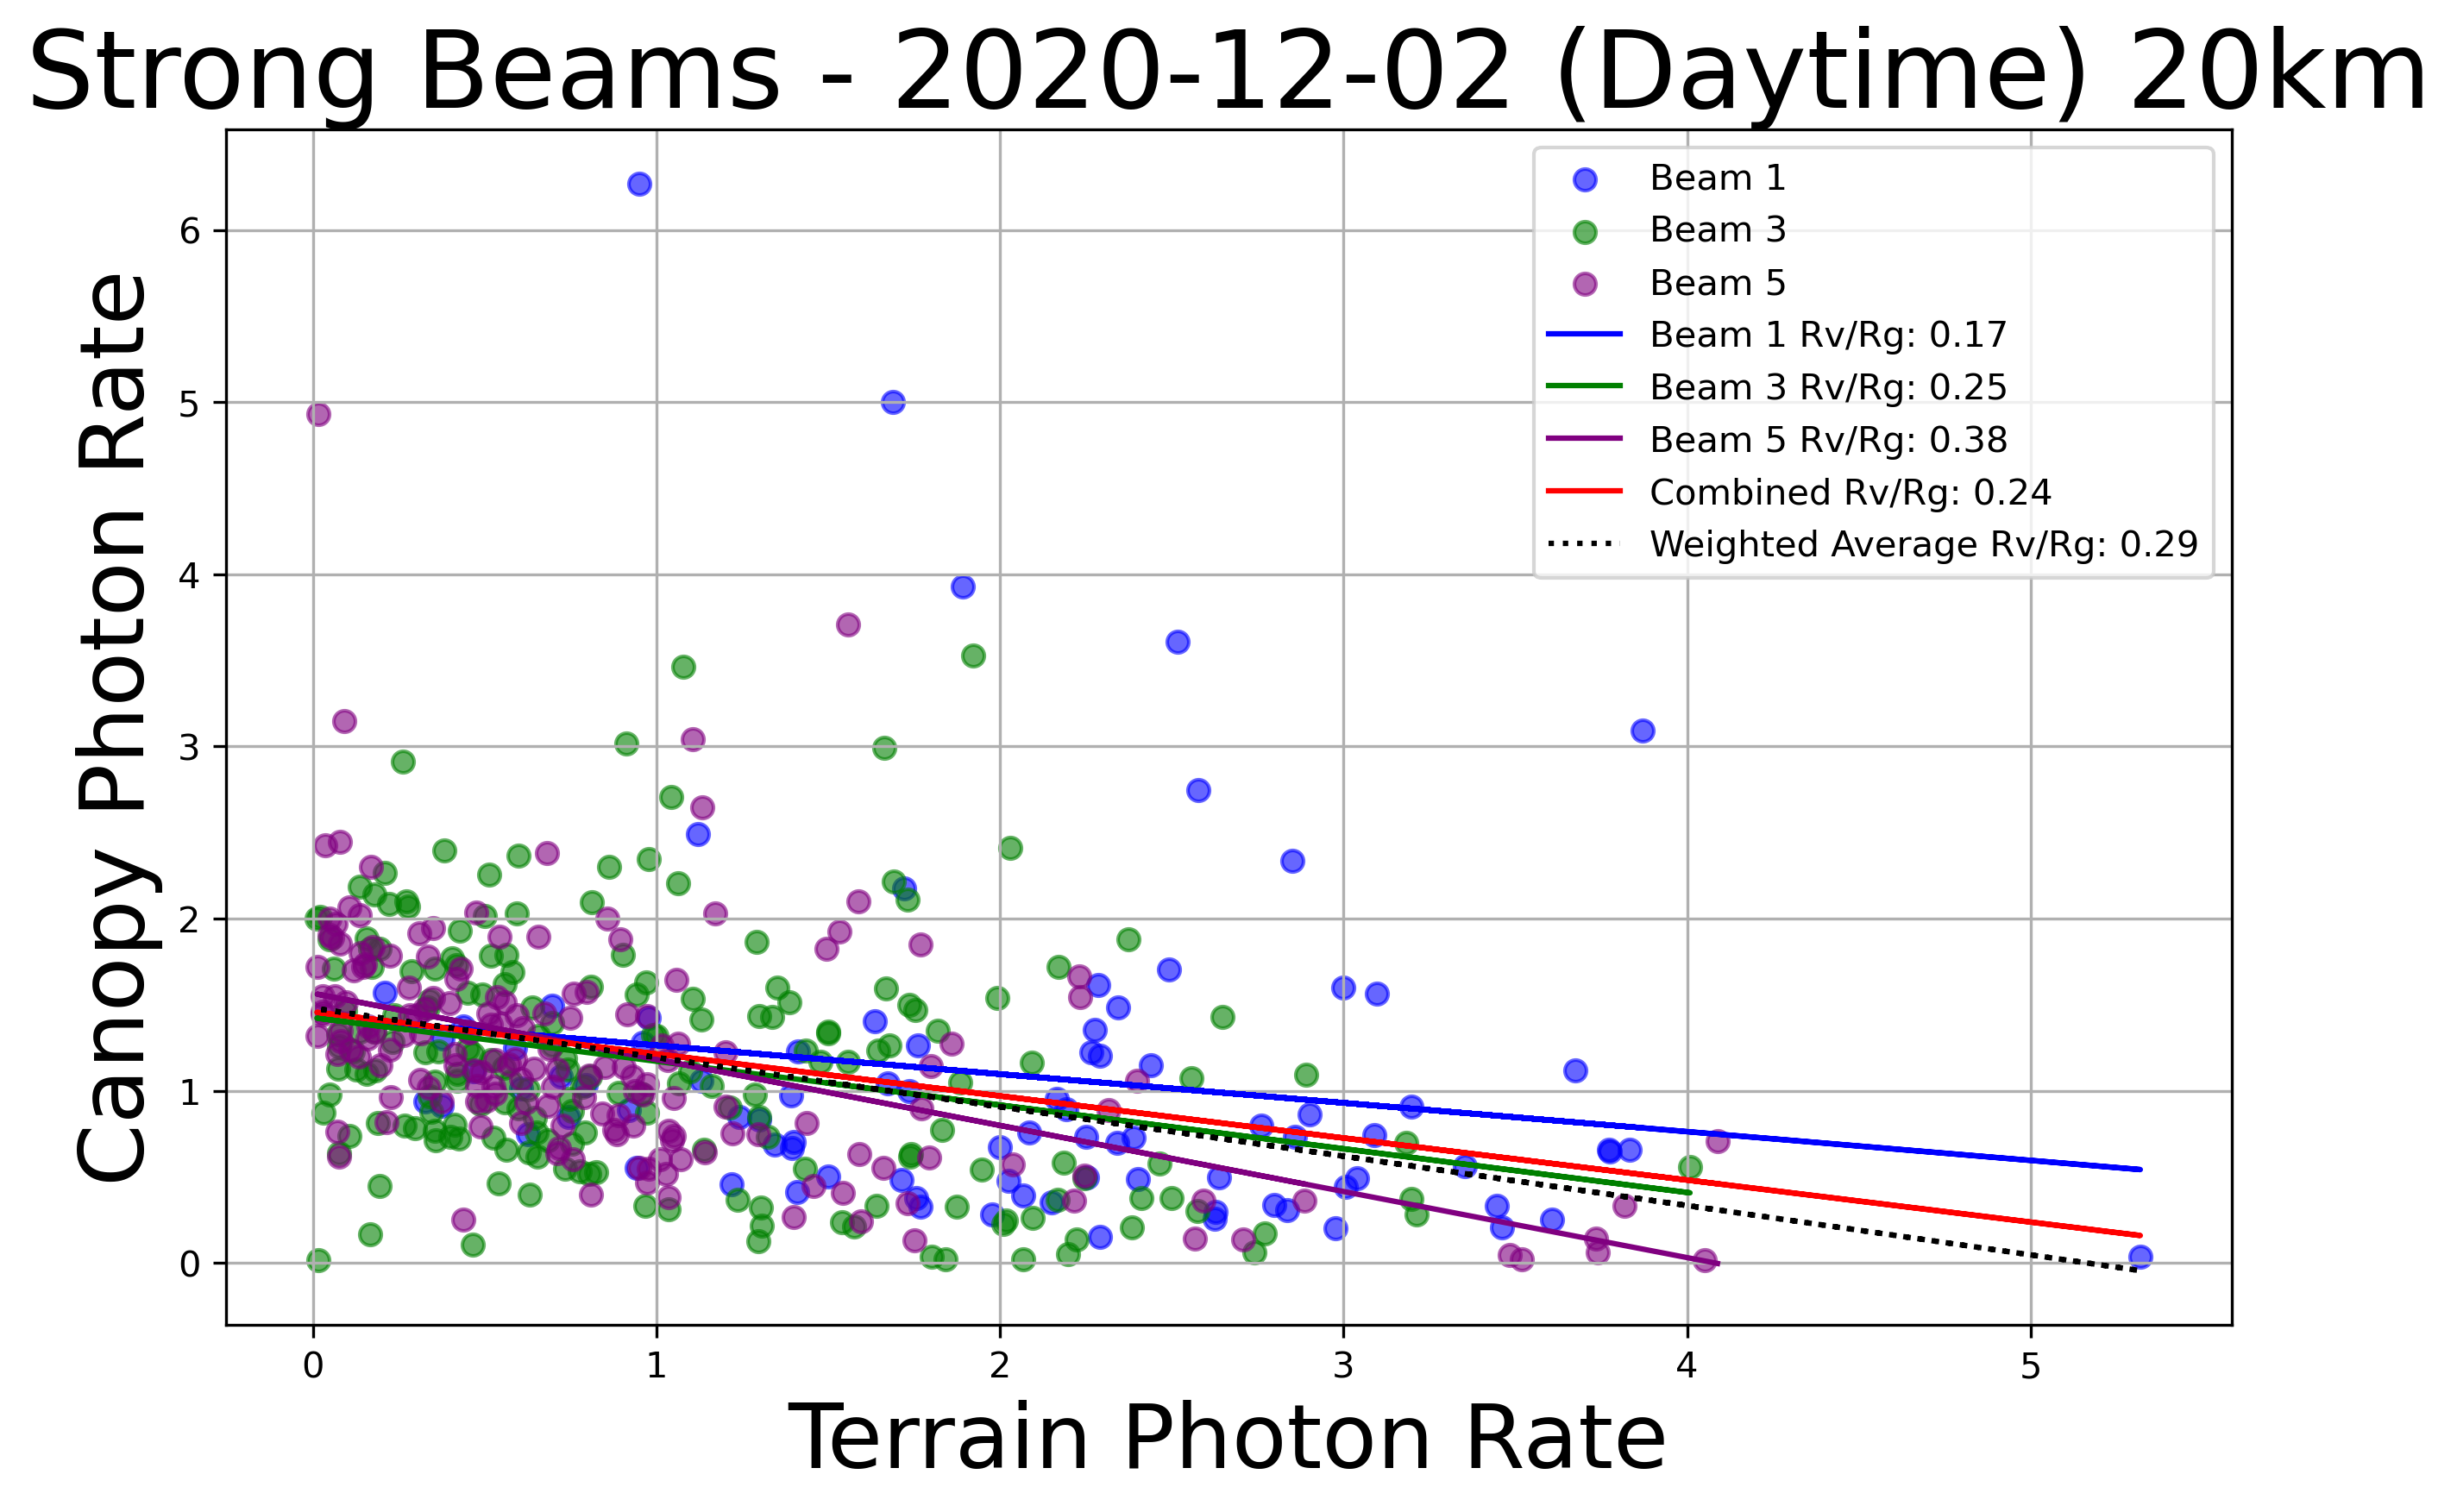 Strong Beams - 2020-12-02 (Daytime) 20km
Canopy Photon Rate
6
5
4
3
2
1
0
Beam 1
Beam 3
Beam 5
Beam 1 Rv/Rg: 0.17
Beam 3 Rv/Rg: 0.25
Beam 5 Rv/Rg: 0.38
Combined Rv/Rg: 0.24
Weighted Average Rv/Rg: 0.29
0 1 2 3 4 5
Terrain Photon Rate